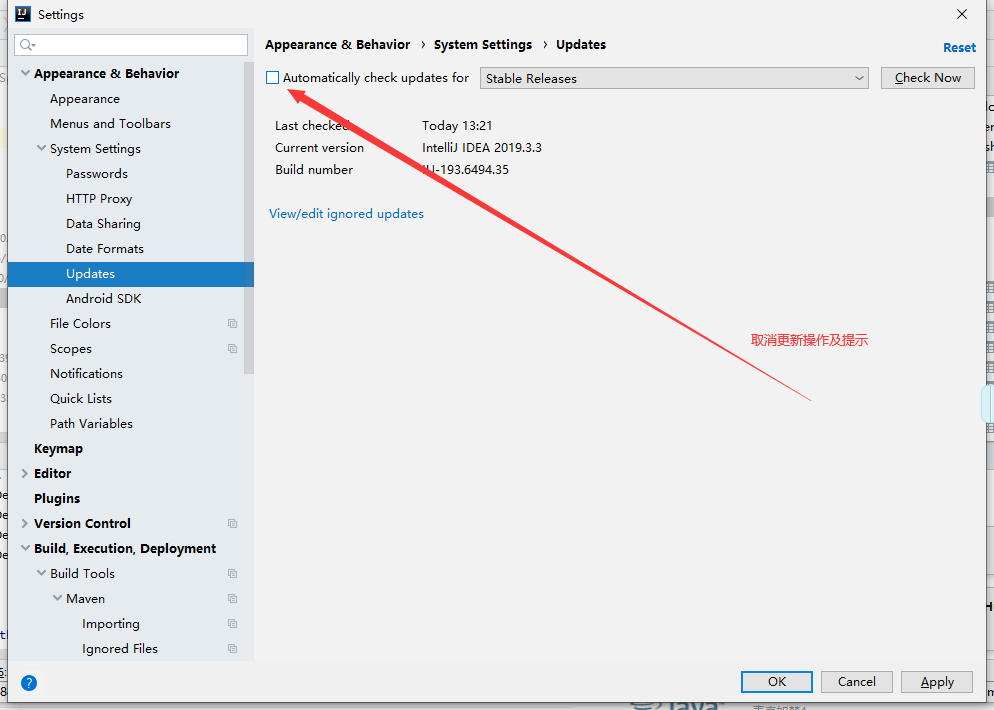 Settings
Appearance & Behavior › System Settings › Updates
Reset
Appearance & Behavior
Appearance
Menus and Toolbars
System Settings
Passwords
HTTP Proxy
Data Sharing
Date Formats
Updates
Android SDK
File Colors
Scopes
Notifications
Quick Lists
Path Variables
Keymap
Editor
Plugins
Version Control
Build, Execution, Deployment
Build Tools
Maven
Importing
Ignored Files
Automatically check updates for Stable Releases Check Now
Last checked Today 13:21
Current version IntelliJ IDEA 2019.3.3
Build number IU-193.6494.35
View/edit ignored updates
取消更新操作及提示
? OK Cancel Apply